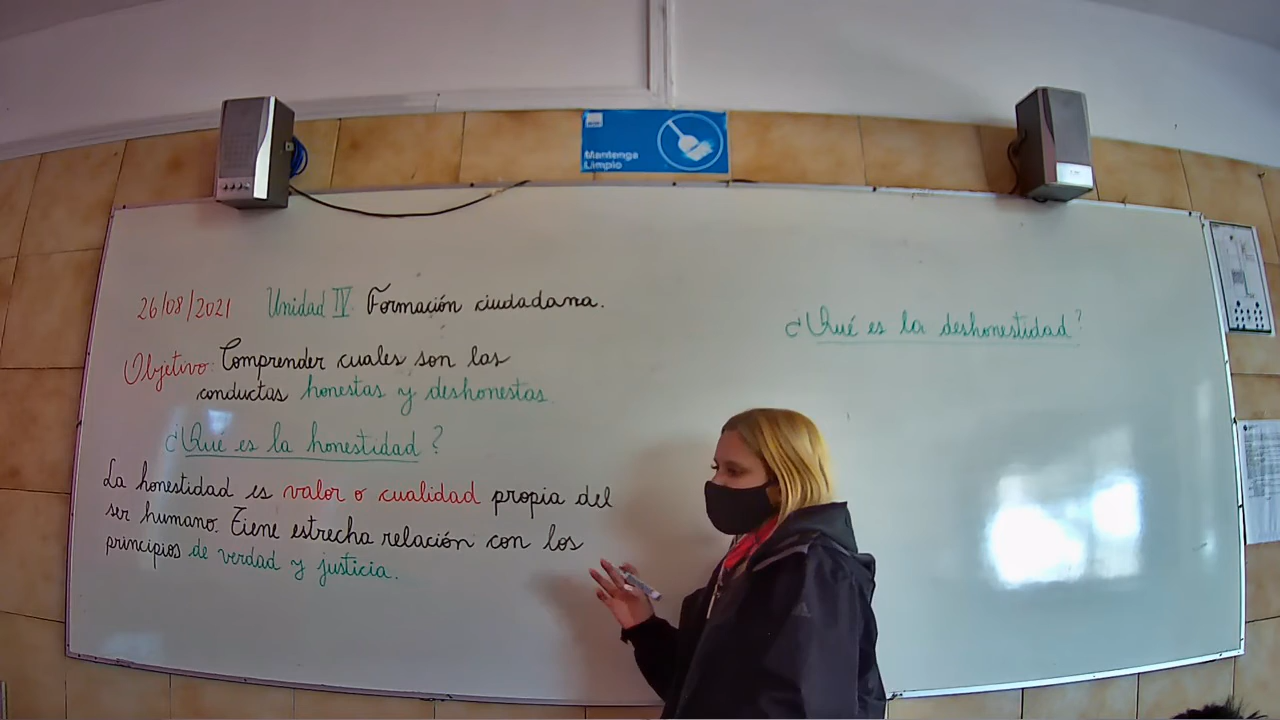 Mantenga
Limpio
26/08/2021 Unidad IV Formación ciudadana.
Objetivo: Comprender cuales son las
conductas honestas y deshonestas.
¿Qué es la honestidad?
La honestidad es valor o cualidad propia del
ser humano. Tiene estrecha relación con los
principios de verdad y justicia.
¿Qué es la deshonestidad?